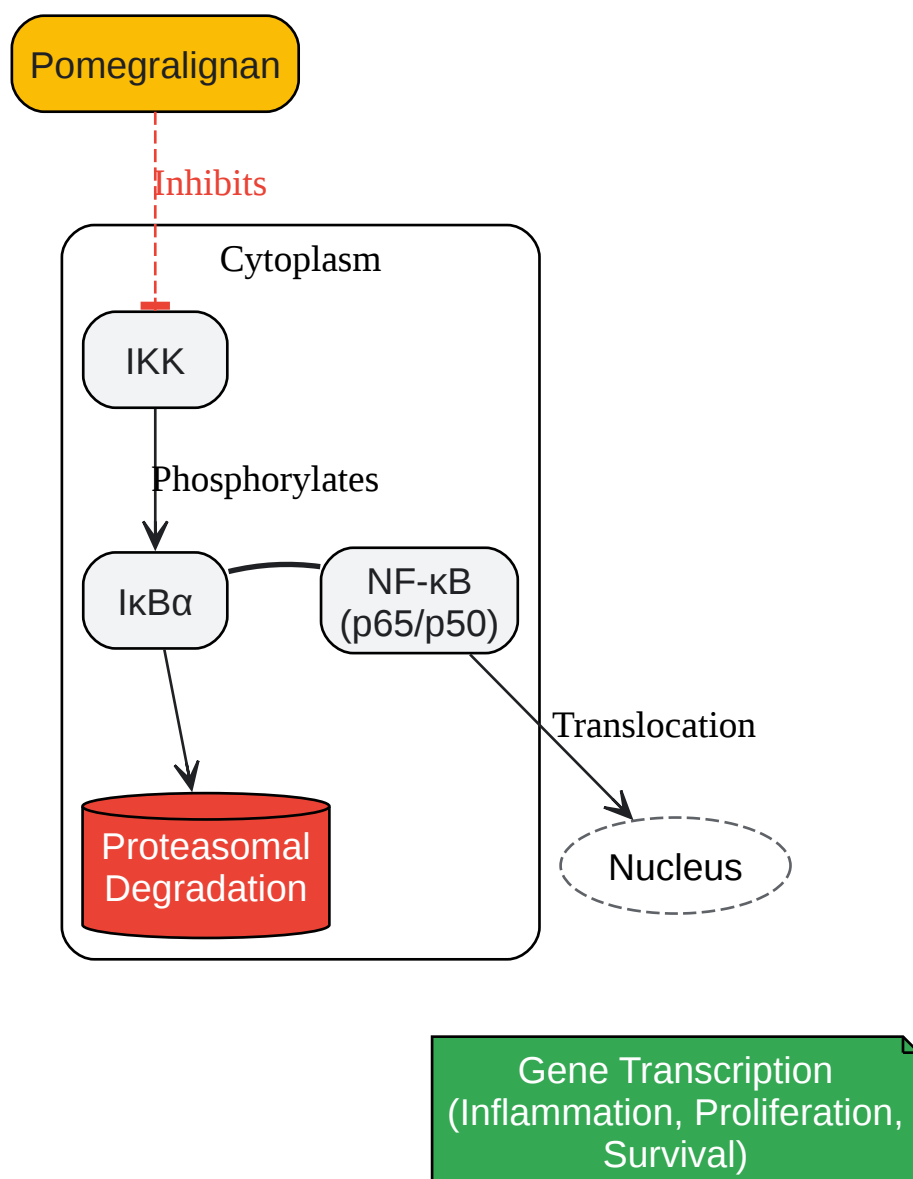 Pomegralignan
Inhibits
Cytoplasm
IKK
Phosphorylates
IκBα
NF-κB
(p65/p50)
Translocation
Proteasomal
Degradation
Nucleus
Gene Transcription
(Inflammation, Proliferation,
Survival)